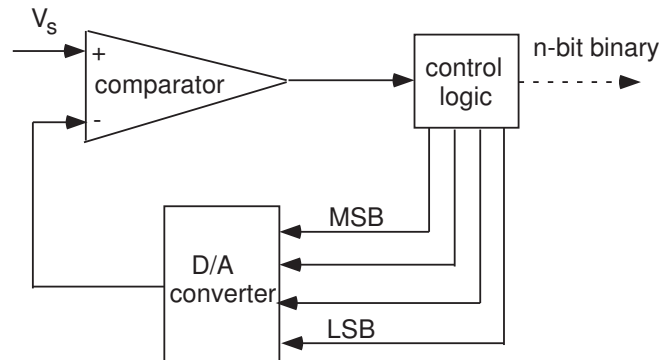 Vs
+
comparator
-
control
logic
n-bit binary
MSB
D/A
converter
LSB